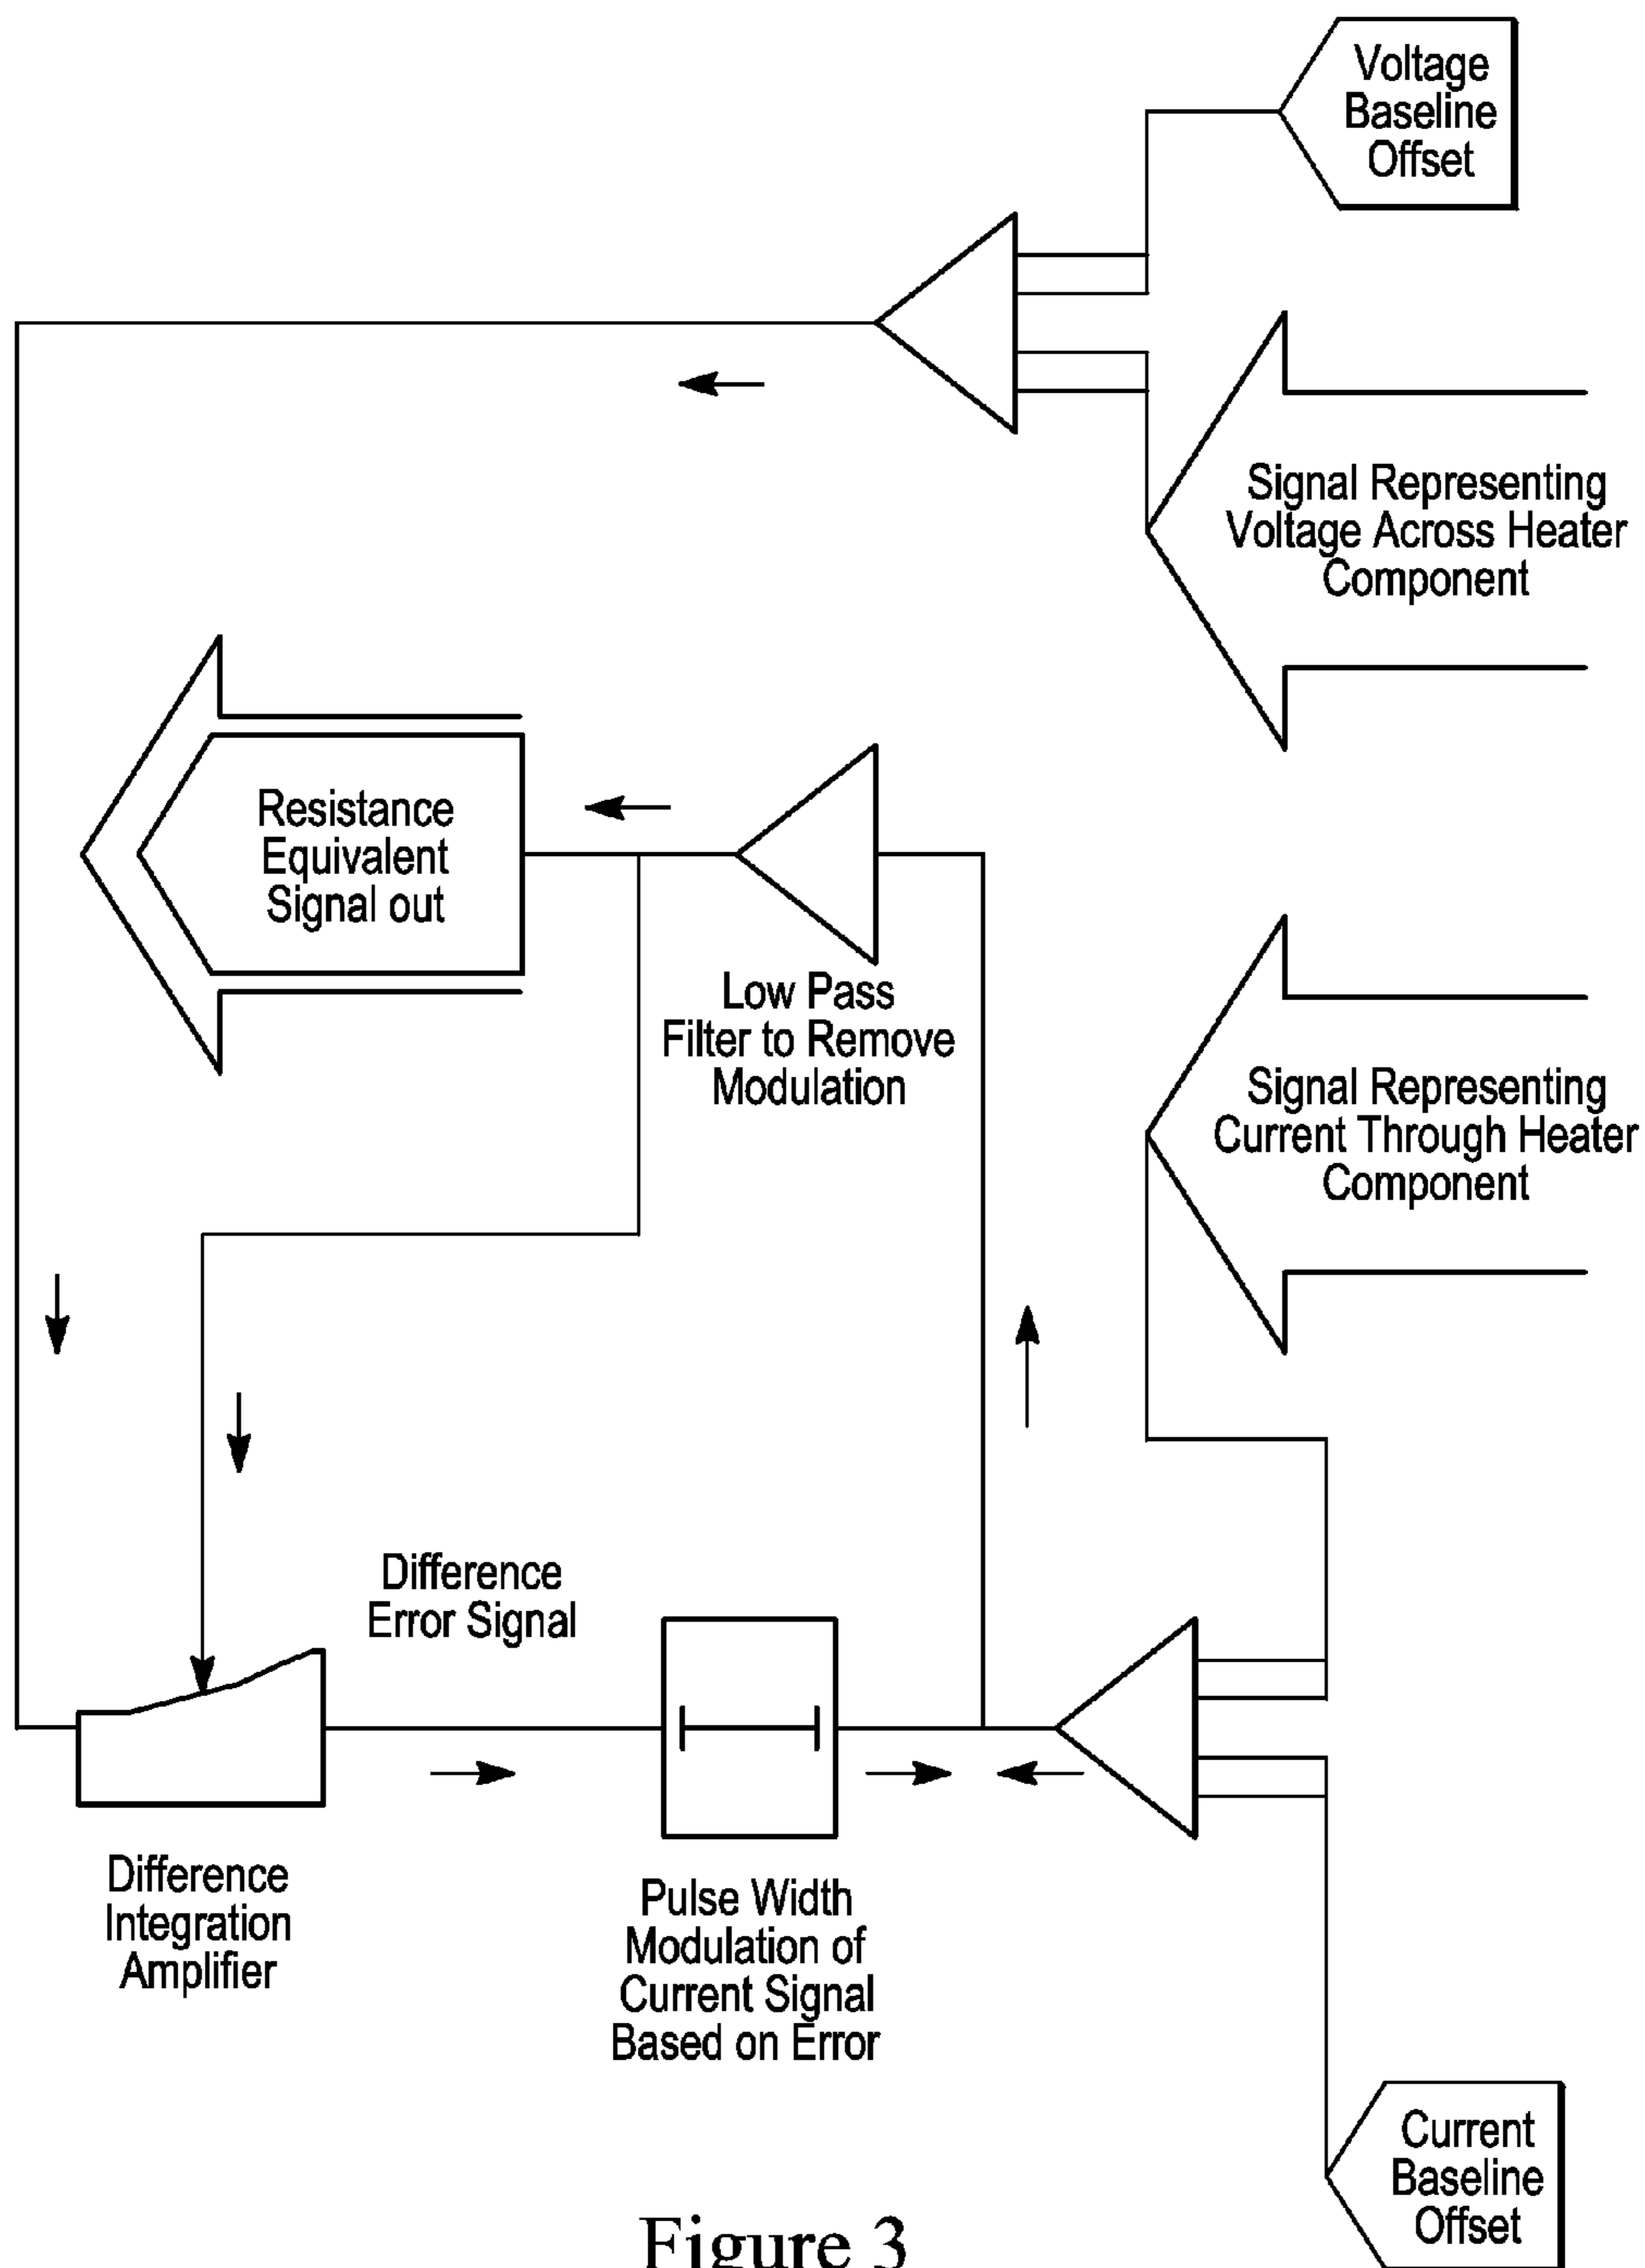 Voltage
Baseline
Offset
Signal Representing
Voltage Across Heater
Component
Resistance
Equivalent
Signal out
Low Pass
Filter to Remove
Modulation
Signal Representing
Current Through Heater
Component
Difference
Error Signal
Difference
Integration
Amplifier
Pulse Width
Modulation of
Current Signal
Based on Error
Current
Baseline
Offset
Figure 3